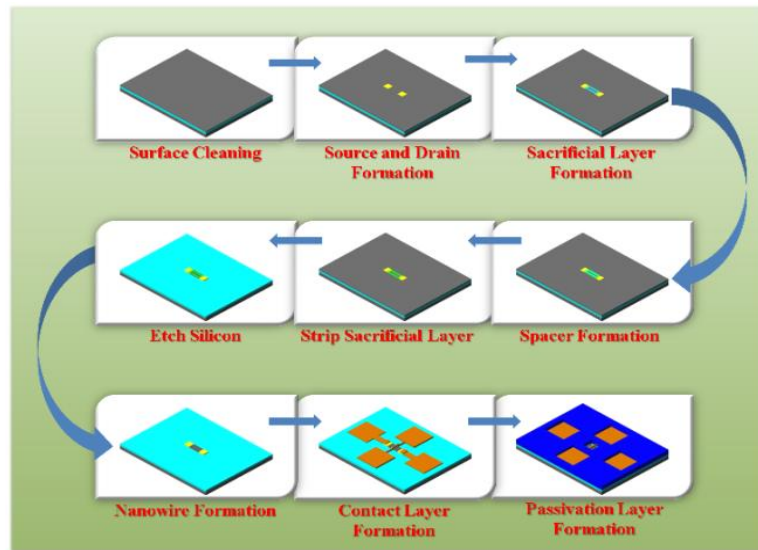 Surface Cleaning
Source and Drain
Formation
Sacrificial Layer
Formation
Etch Silicon
Strip Sacrificial Layer
Spacer Formation
Nanowire Formation
Contact Layer
Formation
Passivation Layer
Formation